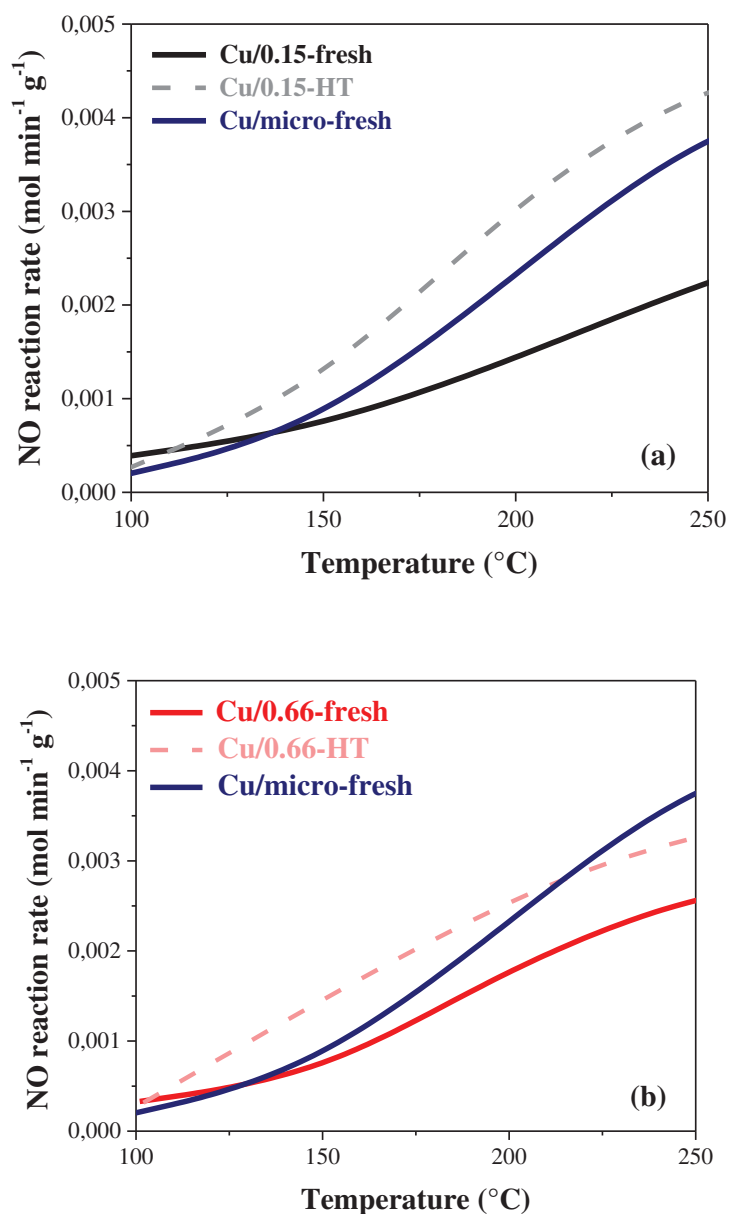 0,005
0,004
0,003
0,002
0,001
0,000
NO reaction rate (mol min⁻¹ g⁻¹)
Cu/0.15-fresh
Cu/0.15-HT
Cu/micro-fresh
(a)
100 150 200 250
Temperature (°C)
0,005
0,004
0,003
0,002
0,001
0,000
NO reaction rate (mol min⁻¹ g⁻¹)
Cu/0.66-fresh
Cu/0.66-HT
Cu/micro-fresh
(b)
100 150 200 250
Temperature (°C)